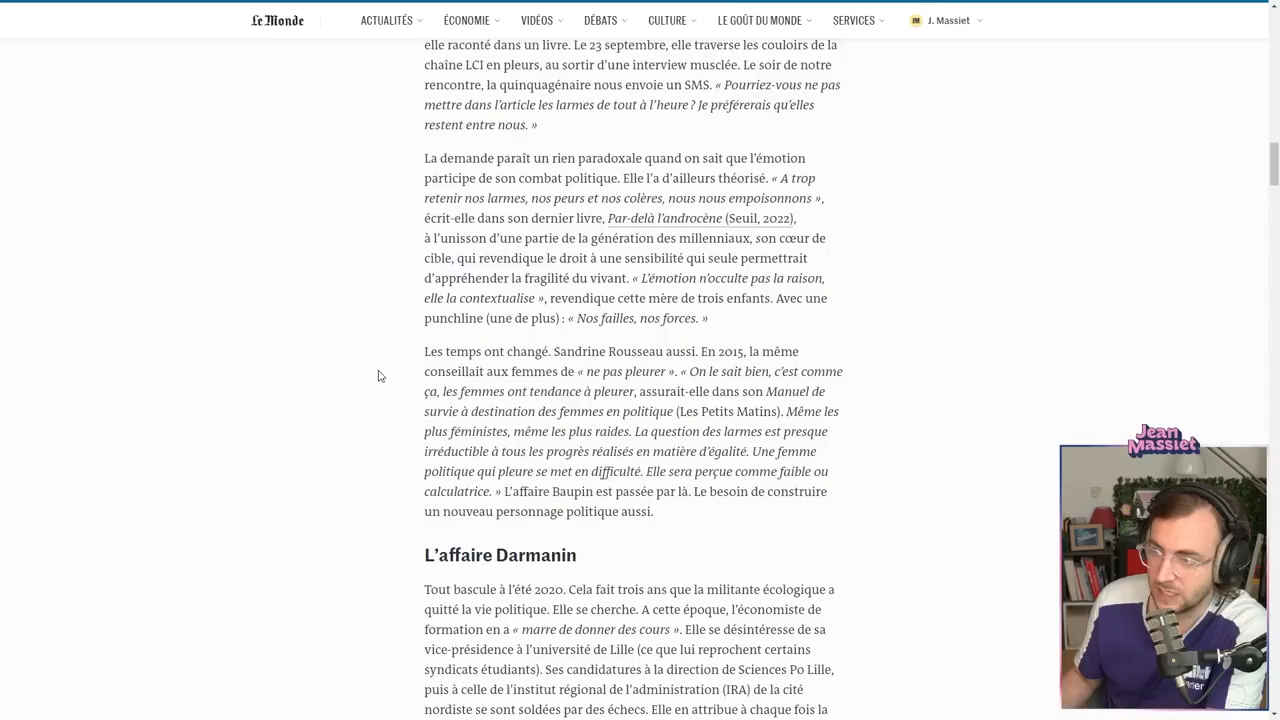 Le Monde
ACTUALITÉS
ÉCONOMIE
VIDÉOS
DÉBATS
CULTURE
LE GOÛT DU MONDE
SERVICES
JM
J. Massiet
elle raconté dans un livre. Le 23 septembre, elle traverse les couloirs de la
chaîne LCI en pleurs, au sortir d’une interview musclée. Le soir de notre
rencontre, la quinquagénaire nous envoie un SMS. « Pourriez-vous ne pas
mettre dans l’article les larmes de tout à l’heure ? Je préférerais qu’elles
restent entre nous. »
La demande paraît un rien paradoxale quand on sait que l’émotion
participe de son combat politique. Elle l’a d’ailleurs théorisé. « A trop
retenir nos larmes, nos peurs et nos colères, nous nous empoisonnons »,
écrit-elle dans son dernier livre, Par-delà l’androcène (Seuil, 2022),
à l’unisson d’une partie de la génération des millenniaux, son cœur de
cible, qui revendique le droit à une sensibilité qui seule permettrait
d’appréhender la fragilité du vivant. « L’émotion n’occulte pas la raison,
elle la contextualise », revendique cette mère de trois enfants. Avec une
punchline (une de plus) : « Nos failles, nos forces. »
Les temps ont changé. Sandrine Rousseau aussi. En 2015, la même
conseillait aux femmes de « ne pas pleurer ». « On le sait bien, c’est comme
ça, les femmes ont tendance à pleurer, assurait-elle dans son Manuel de
survie à destination des femmes en politique (Les Petits Matins). Même les
plus féministes, même les plus raides. La question des larmes est presque
irréductible à tous les progrès réalisés en matière d’égalité. Une femme
politique qui pleure se met en difficulté. Elle sera perçue comme faible ou
calculatrice. » L’affaire Baupin est passée par là. Le besoin de construire
un nouveau personnage politique aussi.
L’affaire Darmanin
Tout bascule à l’été 2020. Cela fait trois ans que la militante écologique a
quitté la vie politique. Elle se cherche. A cette époque, l’économiste de
formation en a « marre de donner des cours ». Elle se désintéresse de sa
vice-présidence à l’université de Lille (ce que lui reprochent certains
syndicats étudiants). Ses candidatures à la direction de Sciences Po Lille,
puis à celle de l’institut régional de l’administration (IRA) de la cité
nordiste se sont soldées par des échecs. Elle en attribue à chaque fois la
Jean
Massiet